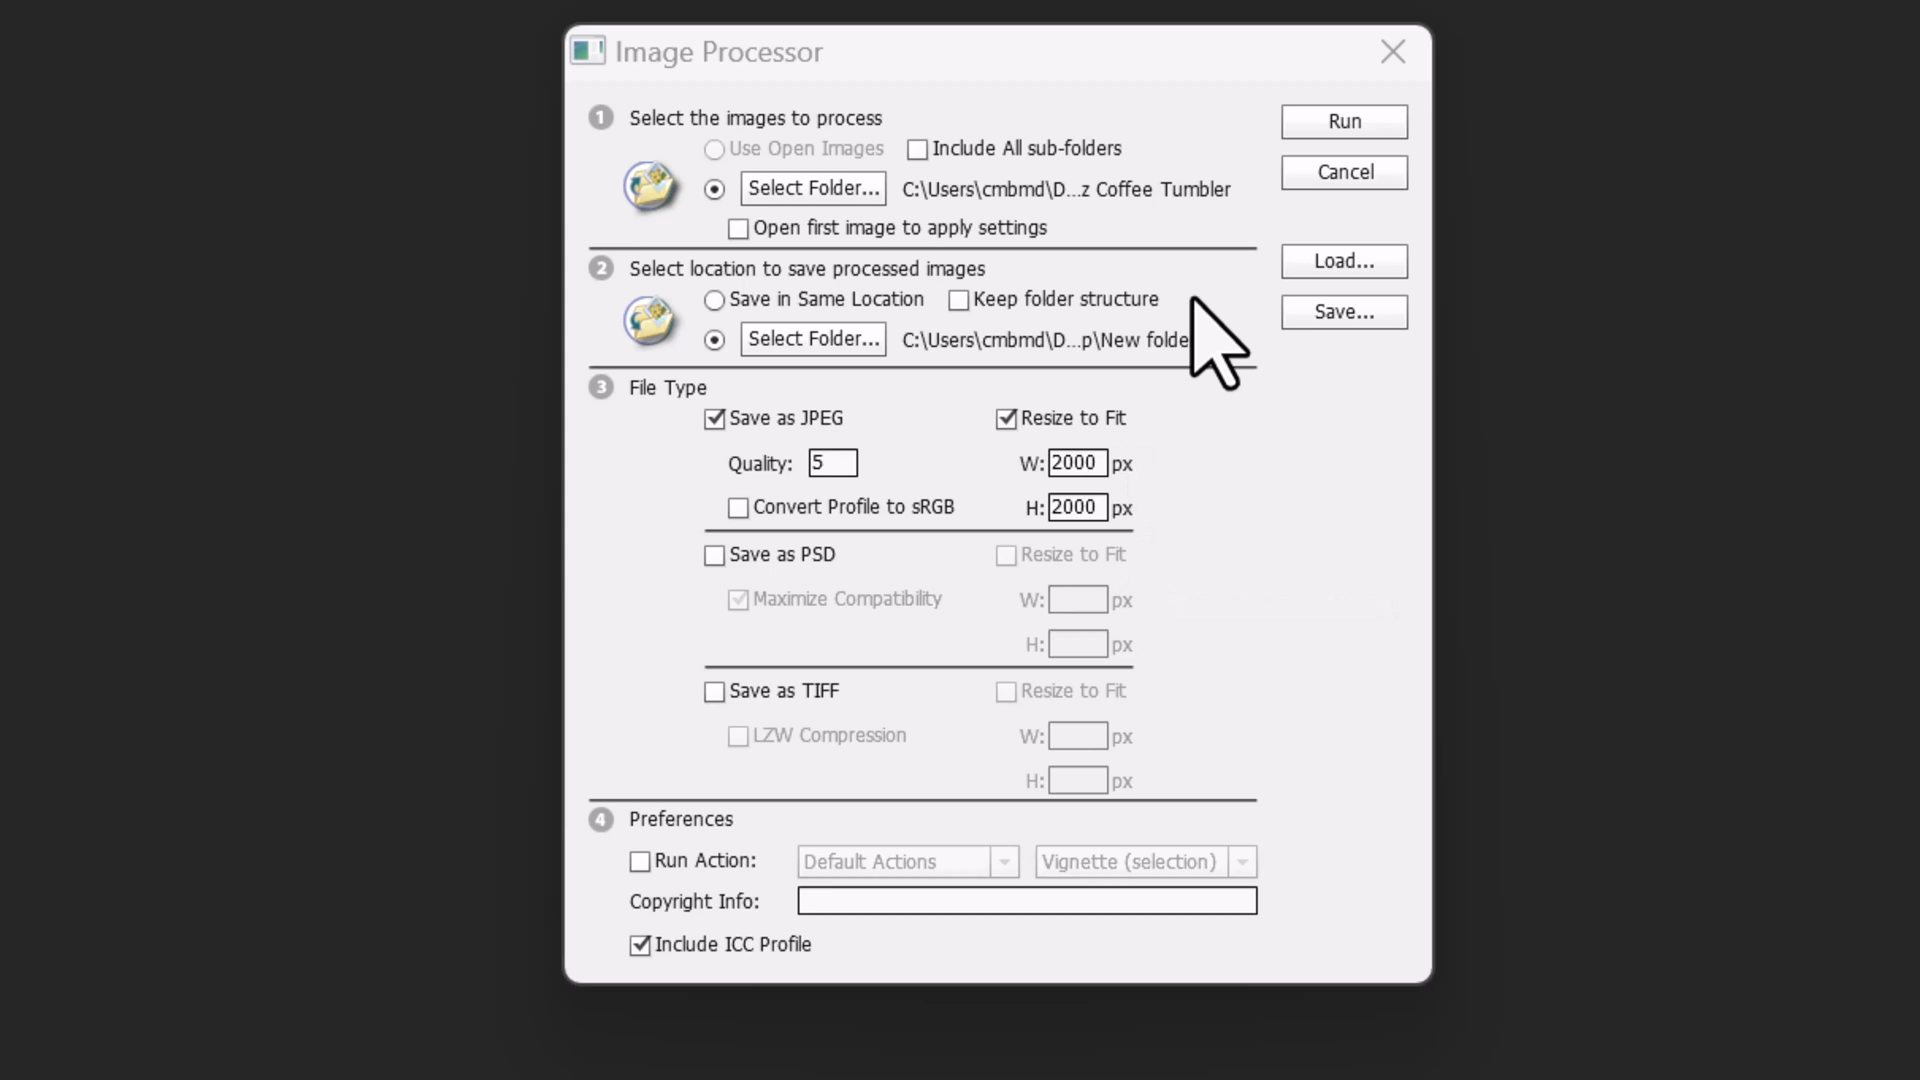 Image Processor
1 Select the images to process
Use Open Images Include All sub-folders
Select Folder... C:\Users\cmbmd\D...z Coffee Tumbler
Open first image to apply settings
Run
Cancel
Load...
Save...
2 Select location to save processed images
Save in Same Location Keep folder structure
Select Folder... C:\Users\cmbmd\D...p\New folde
3 File Type
Save as JPEG Resize to Fit
Quality: 5 W: 2000 px
Convert Profile to sRGB H: 2000 px
Save as PSD Resize to Fit
Maximize Compatibility W: px
H: px
Save as TIFF Resize to Fit
LZW Compression W: px
H: px
4 Preferences
Run Action: Default Actions Vignette (selection)
Copyright Info:
Include ICC Profile